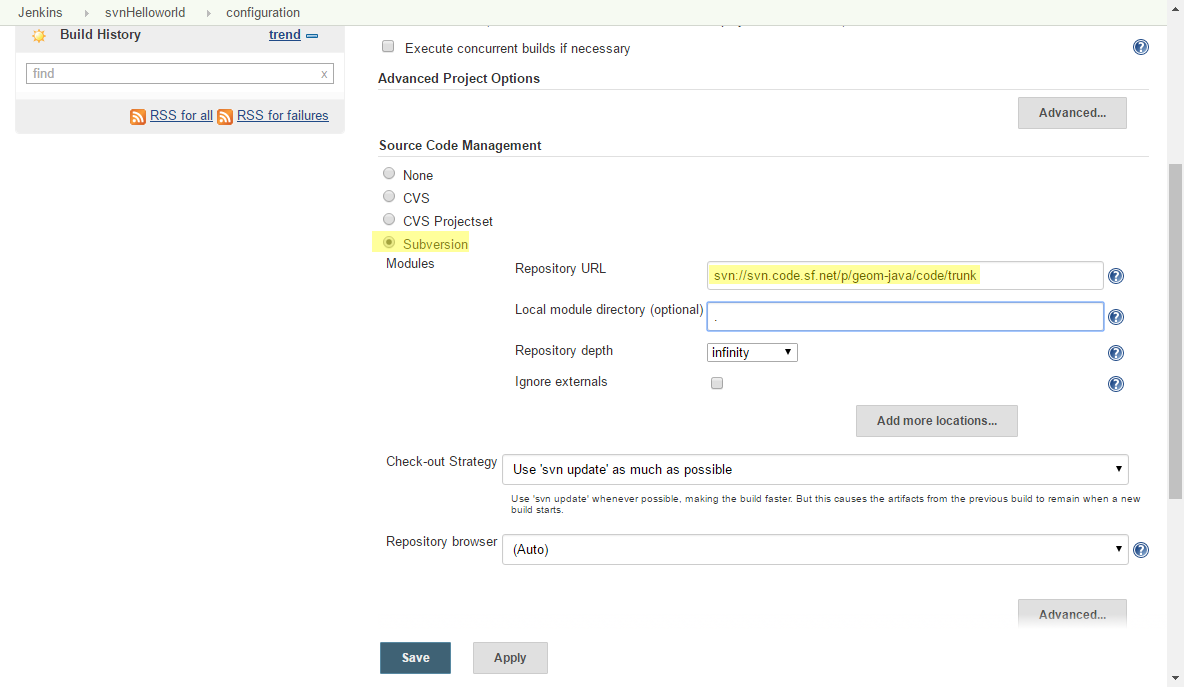 Jenkins svnHelloworld configuration
Build History trend
find x
RSS for all RSS for failures
Execute concurrent builds if necessary
Advanced Project Options
Advanced...
Source Code Management
None
CVS
CVS Projectset
Subversion
Modules
Repository URL svn://svn.code.sf.net/p/geom-java/code/trunk
Local module directory (optional) .
Repository depth infinity
Ignore externals
Add more locations...
Check-out Strategy Use 'svn update' as much as possible
Use 'svn update' whenever possible, making the build faster. But this causes the artifacts from the previous build to remain when a new
build starts.
Repository browser (Auto)
Advanced...
Save Apply